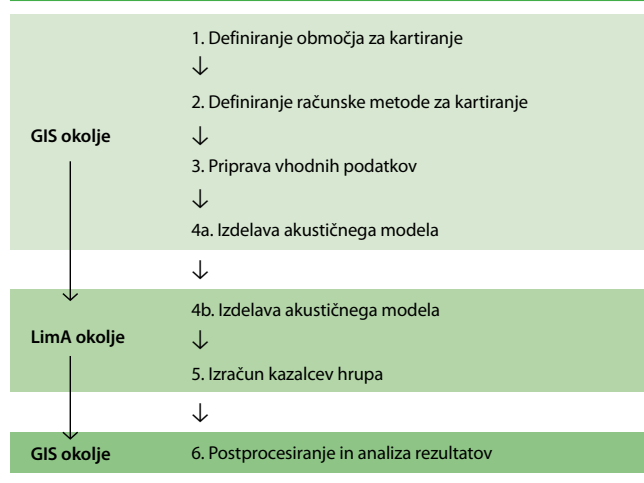 1. Definiranje območja za kartiranje
↓
2. Definiranje računske metode za kartiranje
GIS okolje
↓
3. Priprava vhodnih podatkov
↓
4a. Izdelava akustičnega modela
↓
4b. Izdelava akustičnega modela
LimA okolje
↓
5. Izračun kazalcev hrupa
↓
GIS okolje
6. Postprocesiranje in analiza rezultatov